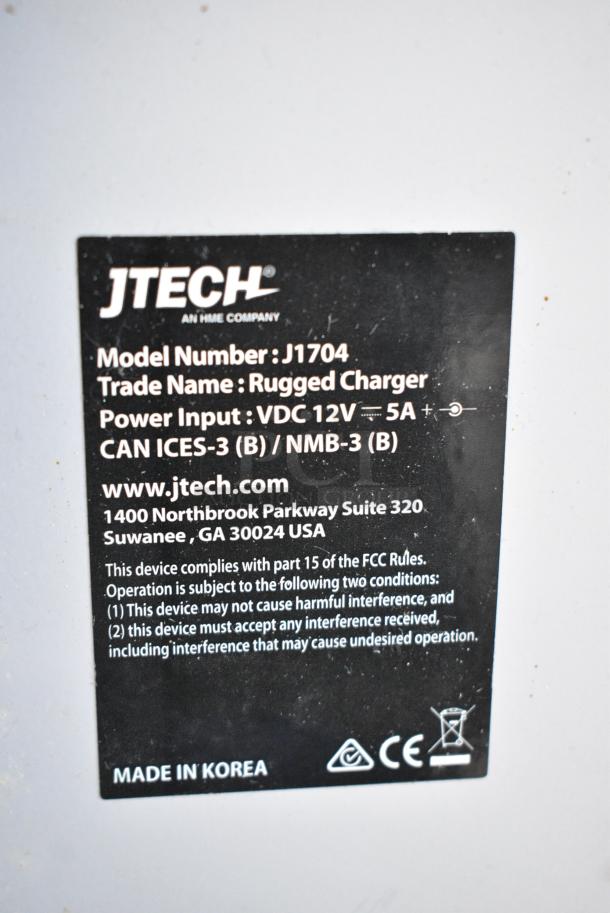 JTECH®
AN HME COMPANY
Model Number : J1704
Trade Name : Rugged Charger
Power Input : VDC 12V ⎓ 5A + -
CAN ICES-3 (B) / NMB-3 (B)
www.jtech.com
1400 Northbrook Parkway Suite 320
Suwanee , GA 30024 USA
This device complies with part 15 of the FCC Rules.
Operation is subject to the following two conditions:
(1) This device may not cause harmful interference, and
(2) this device must accept any interference received,
including interference that may cause undesired operation.
MADE IN KOREA
CE